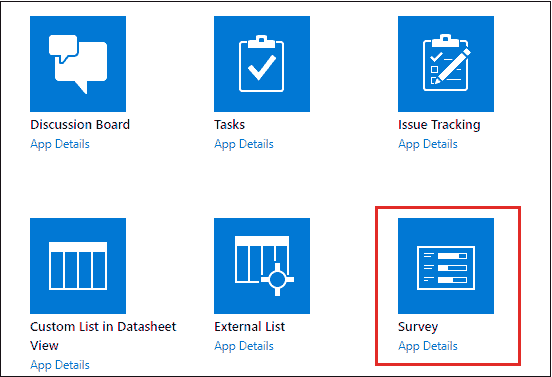 Discussion Board
App Details
Tasks
App Details
Issue Tracking
App Details
Custom List in Datasheet
View
App Details
External List
App Details
Survey
App Details